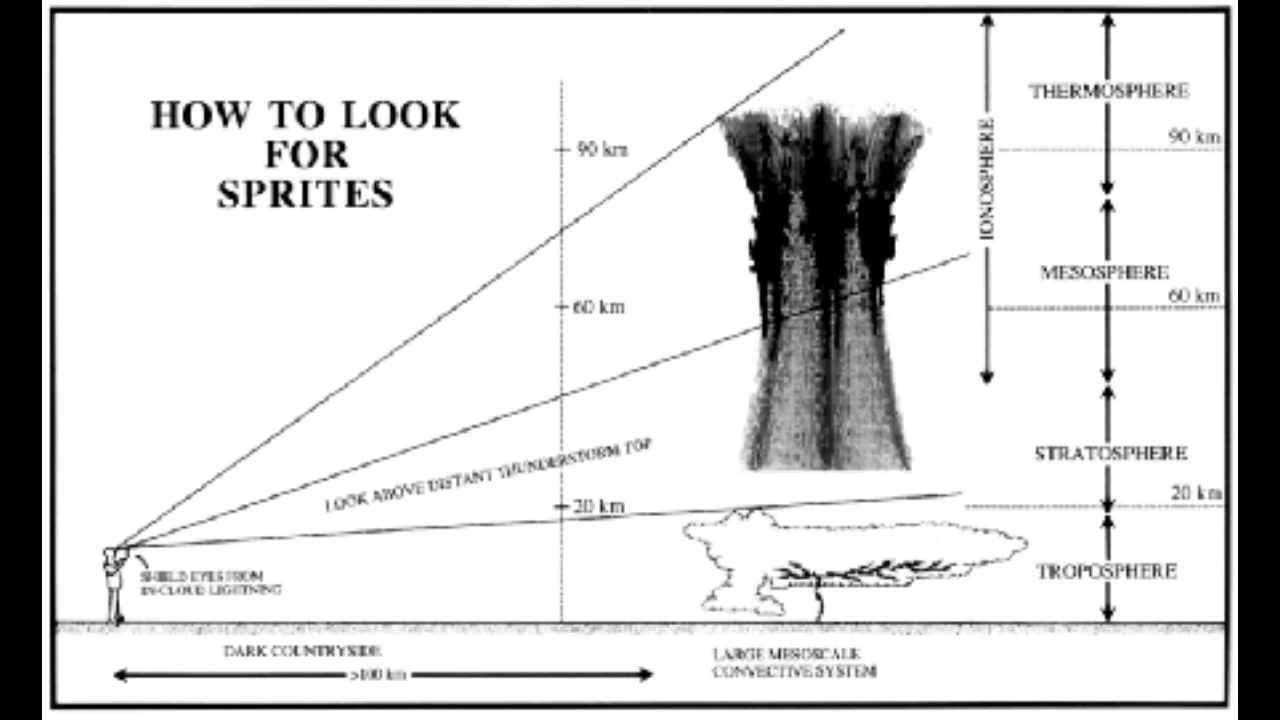 HOW TO LOOK
FOR
SPRITES
90 km
60 km
20 km
LOOK ABOVE DISTANT THUNDERSTORM TOP
SHIELD EYES FROM
IN-CLOUD LIGHTNING
DARK COUNTRYSIDE
>100 km
LARGE MESOSCALE
CONVECTIVE SYSTEM
IONOSPHERE
THERMOSPHERE
90 km
MESOSPHERE
60 km
STRATOSPHERE
20 km
TROPOSPHERE